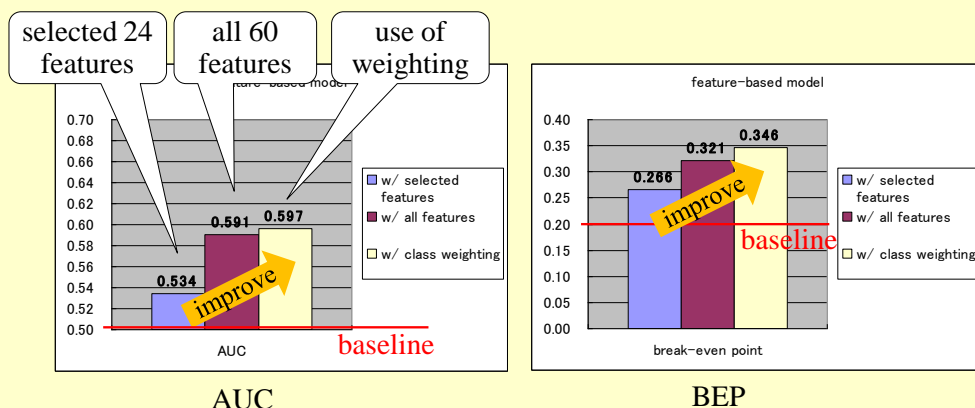 selected 24
features
all 60
features
use of
weighting
ture-based model
0.70
0.68
0.66
0.64
0.62
0.60
0.58
0.56
0.54
0.52
0.50
0.534
0.591
0.597
improve
baseline
AUC
w/ selected
features
w/ all features
w/ class weighting
AUC
feature-based model
0.40
0.35
0.30
0.25
0.20
0.15
0.10
0.05
0.00
0.266
0.321
0.346
improve
baseline
break-even point
w/ selected
features
w/ all features
w/ class weighting
BEP